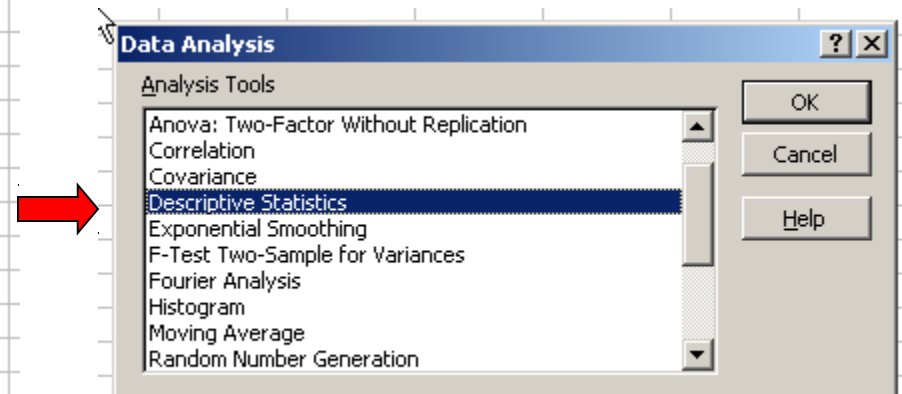 Data Analysis
Analysis Tools
Anova: Two-Factor Without Replication
Correlation
Covariance
Descriptive Statistics
Exponential Smoothing
F-Test Two-Sample for Variances
Fourier Analysis
Histogram
Moving Average
Random Number Generation
OK
Cancel
Help